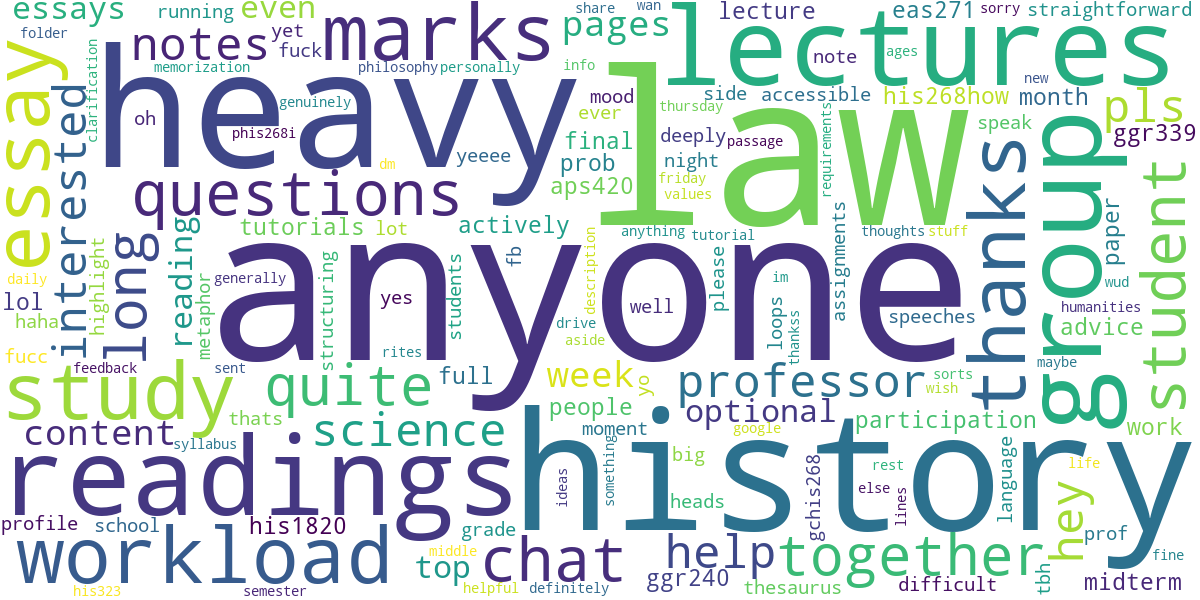 essays
running
even
yet
fuck
notes
marks
share
wan
pages
lectures
lecture
eas271
sorry
straightforward
folder
clarification
memorization
philosophy
personally
info
note
ages
heavy
law
essay
interested
oh
genuinely
phis268i
dm
yeeee
mood
ever
final
prob
aps420
side
accessible
thursday
deeply
passage
night
friday
values
requirements
his268how
speak
new
month
pls
ggr339
group
thanks
student
questions
tutorials
lot
actively
anything
tutorial
thoughts
stuff
daily
lol
haha
highlight
long
reading
metaphor
generally
anyone
structuring
yes
students
fb
description
well
please
im
assignments
speeches
paper
wud
humanities
advice
fucc
feedback
sent
rites
drive
aside
loops
thankss
maybe
study
quite
full
week
yo
professor
sorts
wish
people
optional
participation
work
content
thats
science
moment
google
syllabus
readings
history
ideas
something
big
heads
gchis268
rest
else
lines
language
life
hey
profile
school
his1820
grade
workload
middle
top
chat
help
together
prof
fine
tbh
midterm
his323
semester
helpful
definitely
ggr240
thesaurus
difficult